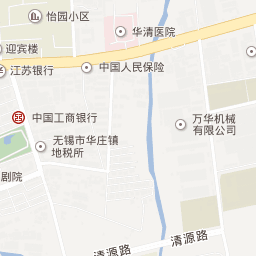 怡园小区
华清医院
迎宾楼
中国人民保险
江苏银行
中国工商银行
万华机械
有限公司
无锡市华庄镇
地税所
剧院
清源路
清源路